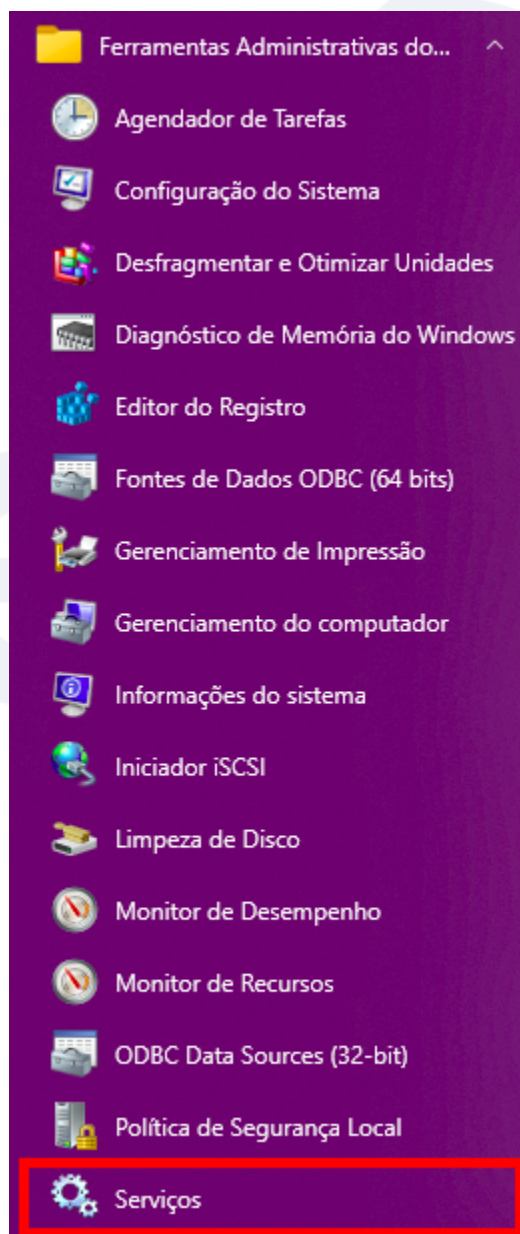 Ferramentas Administrativas do...
Agendador de Tarefas
Configuração do Sistema
Desfragmentar e Otimizar Unidades
Diagnóstico de Memória do Windows
Editor do Registro
Fontes de Dados ODBC (64 bits)
Gerenciamento de Impressão
Gerenciamento do computador
Informações do sistema
Iniciador iSCSI
Limpeza de Disco
Monitor de Desempenho
Monitor de Recursos
ODBC Data Sources (32-bit)
Política de Segurança Local
Serviços